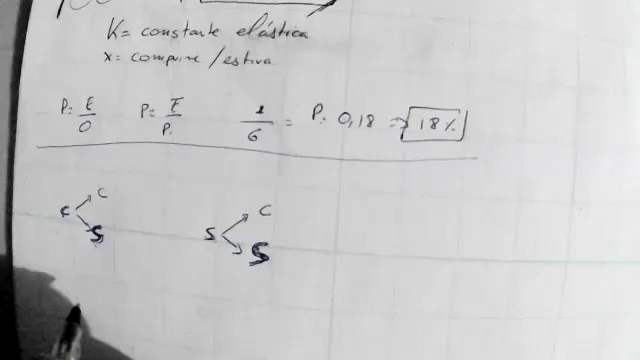 K= constante elástica
x= comprime/estira
P= E/O P= E/P. 1/6 = P= 0,18 => 18%
C C S
S C S